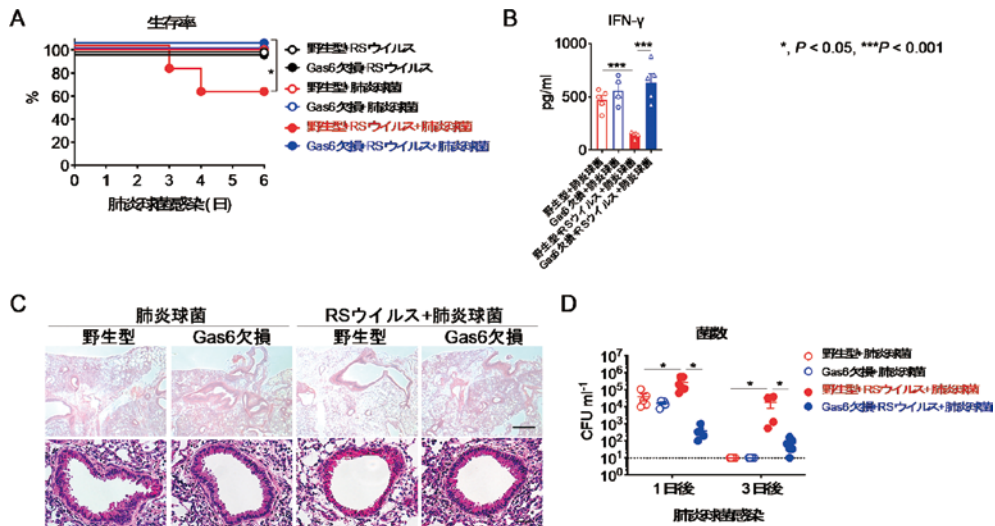 A
生存率
100
80
60
40
20
0
%
0 1 2 3 4 5 6
肺炎球菌感染(日)
*
野生型+RSウイルス
Gas6欠損+RSウイルス
野生型+肺炎球菌
Gas6欠損+肺炎球菌
野生型+RSウイルス+肺炎球菌
Gas6欠損+RSウイルス+肺炎球菌
B
IFN-γ
1000
500
0
pg/ml
***
***
野生型+肺炎球菌
Gas6欠損+肺炎球菌
野生型+RSウイルス+肺炎球菌
Gas6欠損+RSウイルス+肺炎球菌
*, P < 0.05, ***P < 0.001
C
肺炎球菌 RSウイルス+肺炎球菌
野生型 Gas6欠損 野生型 Gas6欠損
D
菌数
10⁷
10⁶
10⁵
10⁴
10³
10²
10¹
10⁰
CFU ml⁻¹
* *
* *
1日後 3日後
肺炎球菌感染
野生型+肺炎球菌
Gas6欠損+肺炎球菌
野生型+RSウイルス+肺炎球菌
Gas6欠損+RSウイルス+肺炎球菌